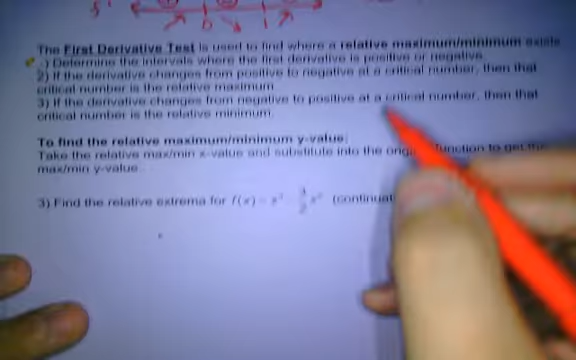 The First Derivative Test is used to find where a relative maximum/minimum exists
.) Determine the intervals where the first derivative is positive or negative
2) If the derivative changes from positive to negative at a critical number, then that
critical number is the relative maximum
3) If the derivative changes from negative to positive at a critical number, then that
critical number is the relative minimum.
To find the relative maximum/minimum y-value:
Take the relative max/min x-value and substitute into the function to get the
max/min y-value
3) Find the relative extrema for